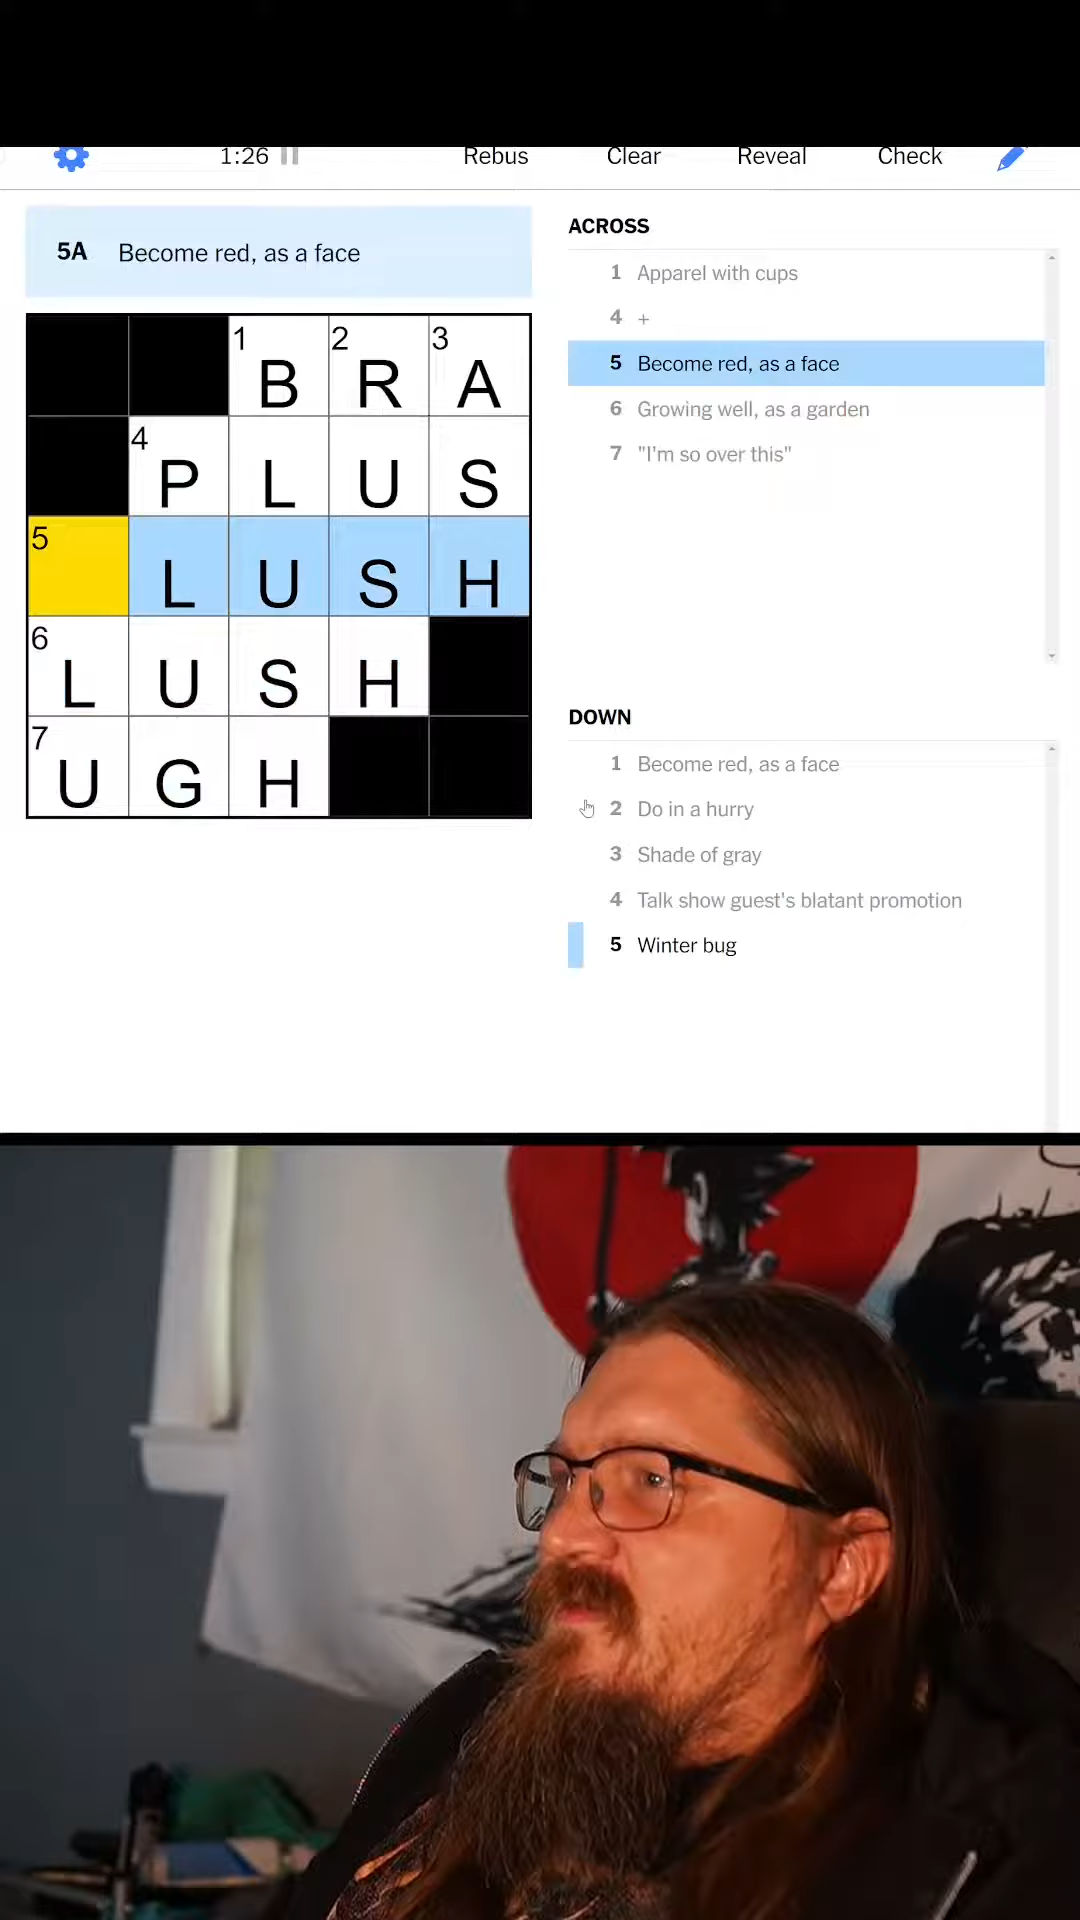 1:26 Rebus Clear Reveal Check
5A Become red, as a face
1 2 3
B R A
4
P L U S
5
L U S H
6
L U S H
7
U G H
ACROSS
1 Apparel with cups
4 +
5 Become red, as a face
6 Growing well, as a garden
7 "I'm so over this"
DOWN
1 Become red, as a face
2 Do in a hurry
3 Shade of gray
4 Talk show guest's blatant promotion
5 Winter bug